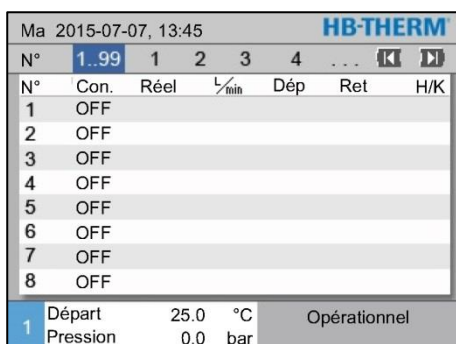 Ma 2015-07-07, 13:45 HB-THERM®
N° 1..99 1 2 3 4 ...
N° Con. Réel L/min Dép Ret H/K
1 OFF
2 OFF
3 OFF
4 OFF
5 OFF
6 OFF
7 OFF
8 OFF
1 Départ 25.0 °C Opérationnel
Pression 0.0 bar